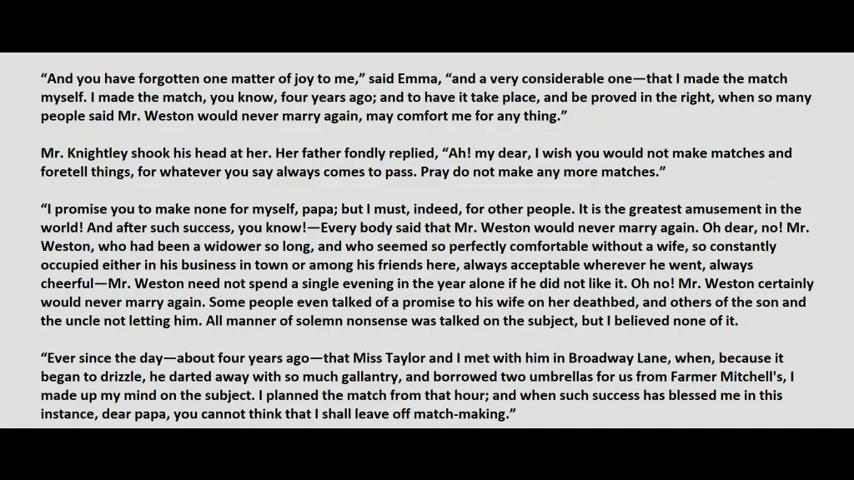 “And you have forgotten one matter of joy to me,” said Emma, “and a very considerable one—that I made the match
myself. I made the match, you know, four years ago; and to have it take place, and be proved in the right, when so many
people said Mr. Weston would never marry again, may comfort me for any thing.”
Mr. Knightley shook his head at her. Her father fondly replied, “Ah! my dear, I wish you would not make matches and
foretell things, for whatever you say always comes to pass. Pray do not make any more matches.”
“I promise you to make none for myself, papa; but I must, indeed, for other people. It is the greatest amusement in the
world! And after such success, you know!—Every body said that Mr. Weston would never marry again. Oh dear, no! Mr.
Weston, who had been a widower so long, and who seemed so perfectly comfortable without a wife, so constantly
occupied either in his business in town or among his friends here, always acceptable wherever he went, always
cheerful—Mr. Weston need not spend a single evening in the year alone if he did not like it. Oh no! Mr. Weston certainly
would never marry again. Some people even talked of a promise to his wife on her deathbed, and others of the son and
the uncle not letting him. All manner of solemn nonsense was talked on the subject, but I believed none of it.
“Ever since the day—about four years ago—that Miss Taylor and I met with him in Broadway Lane, when, because it
began to drizzle, he darted away with so much gallantry, and borrowed two umbrellas for us from Farmer Mitchell's, I
made up my mind on the subject. I planned the match from that hour; and when such success has blessed me in this
instance, dear papa, you cannot think that I shall leave off match-making.”